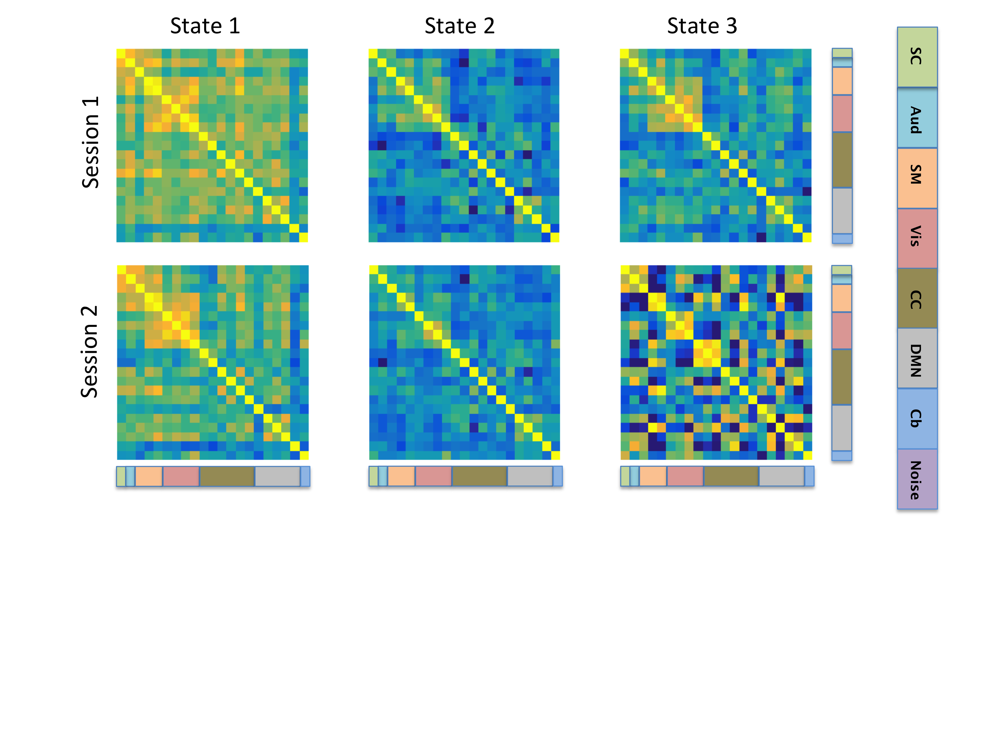 State 1
State 2
State 3
Session 1
Session 2
SC
Aud
SM
Vis
CC
DMN
Cb
Noise